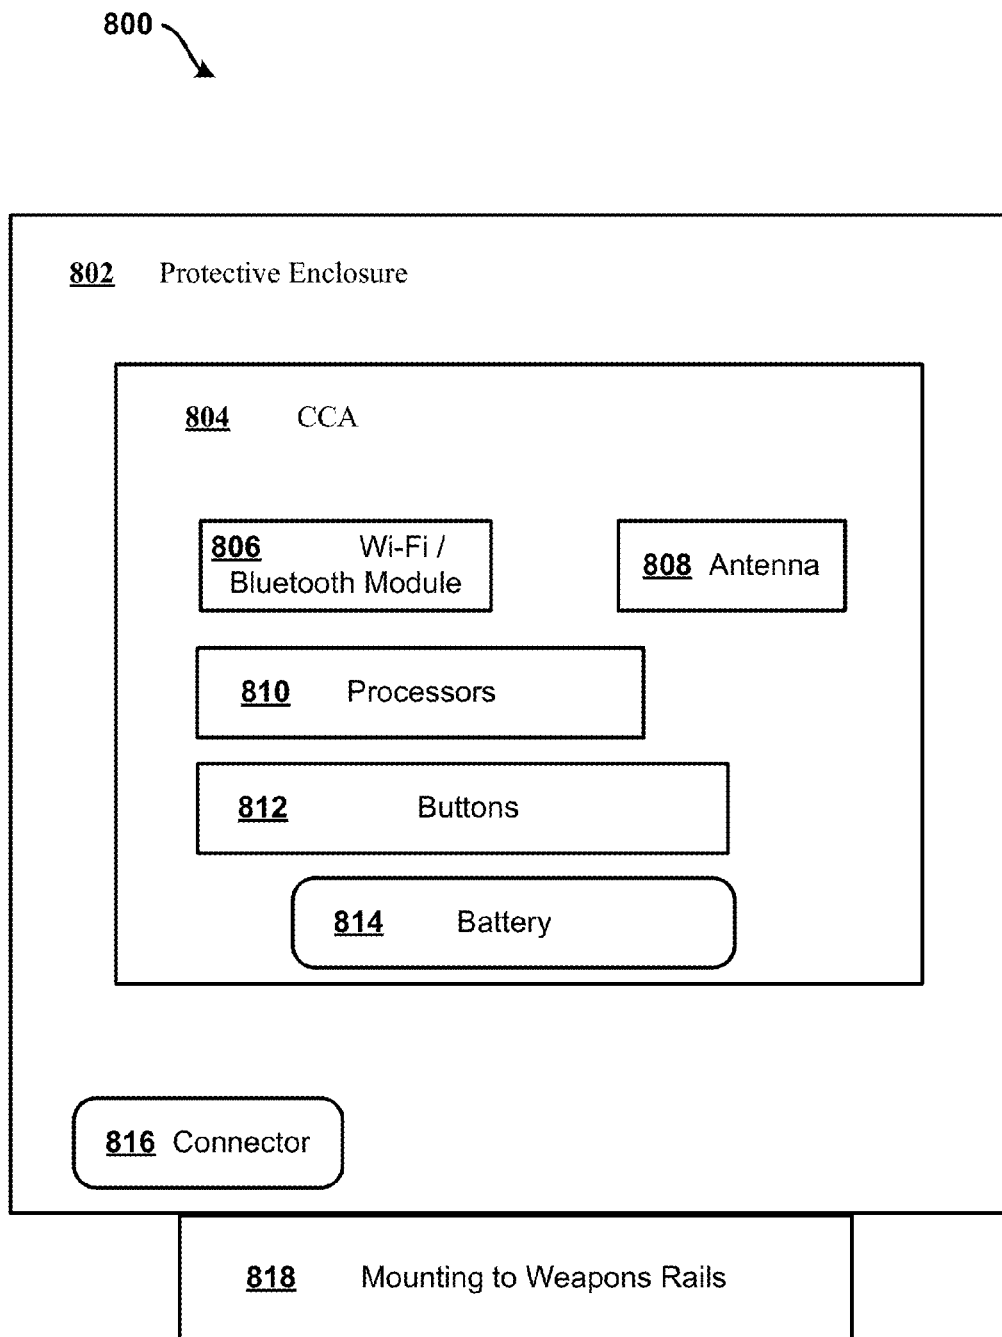 800
802 Protective Enclosure
804 CCA
806 Wi-Fi /
Bluetooth Module
808 Antenna
810 Processors
812 Buttons
814 Battery
816 Connector
818 Mounting to Weapons Rails